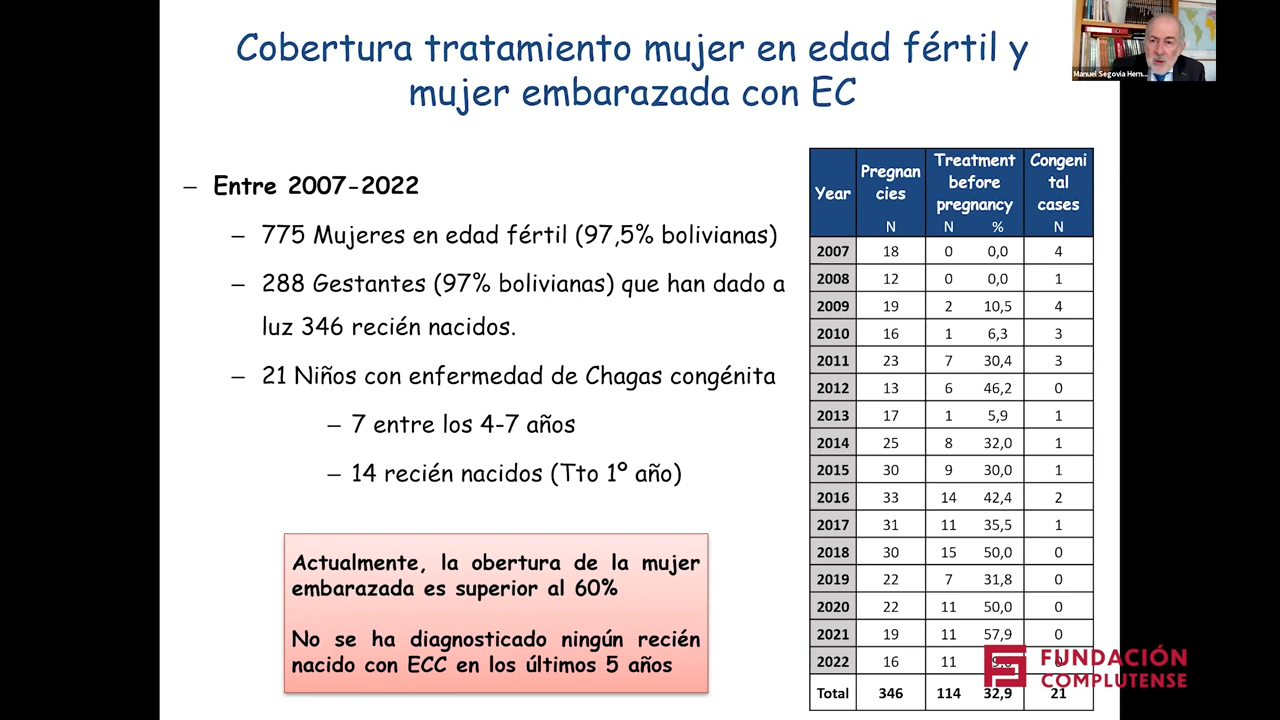 Cobertura tratamiento mujer en edad fértil y
mujer embarazada con EC
Manuel Segovia Hern...
– Entre 2007-2022
– 775 Mujeres en edad fértil (97,5% bolivianas)
– 288 Gestantes (97% bolivianas) que han dado a
luz 346 recién nacidos.
– 21 Niños con enfermedad de Chagas congénita
– 7 entre los 4-7 años
– 14 recién nacidos (Tto 1º año)
Actualmente, la obertura de la mujer
embarazada es superior al 60%
No se ha diagnosticado ningún recién
nacido con ECC en los últimos 5 años
Year Pregnan cies Treatment before pregnancy Congeni tal cases
N N % N
2007 18 0 0,0 4
2008 12 0 0,0 1
2009 19 2 10,5 4
2010 16 1 6,3 3
2011 23 7 30,4 3
2012 13 6 46,2 0
2013 17 1 5,9 1
2014 25 8 32,0 1
2015 30 9 30,0 1
2016 33 14 42,4 2
2017 31 11 35,5 1
2018 30 15 50,0 0
2019 22 7 31,8 0
2020 22 11 50,0 0
2021 19 11 57,9 0
2022 16 11
Total 346 114 32,9 21
FUNDACIÓN
COMPLUTENSE